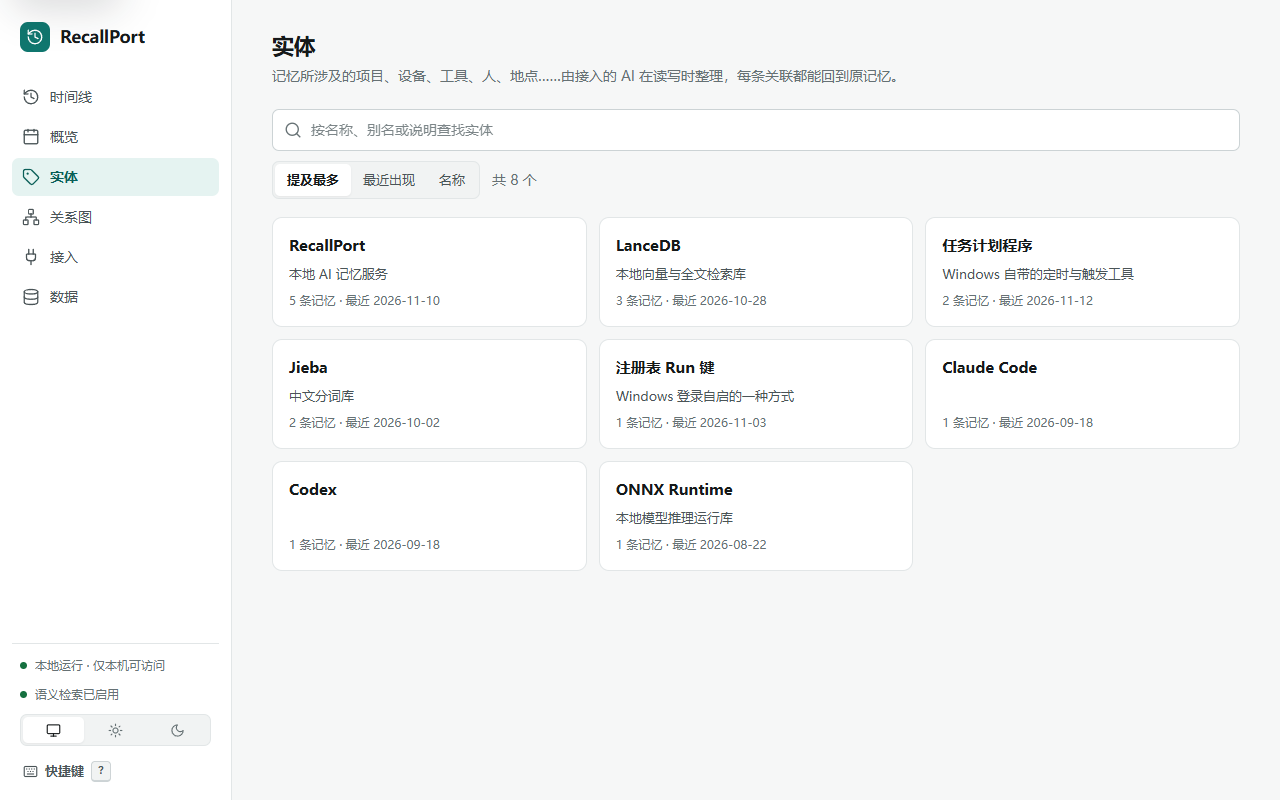 RecallPort
时间线
概览
实体
关系图
接入
数据
本地运行 · 仅本机可访问
语义检索已启用
快捷键 ?
实体
记忆所涉及的项目、设备、工具、人、地点……由接入的 AI 在读写时整理，每条关联都能回到原记忆。
按名称、别名或说明查找实体
提及最多 最近出现 名称 共 8 个
RecallPort
本地 AI 记忆服务
5 条记忆 · 最近 2026-11-10
LanceDB
本地向量与全文检索库
3 条记忆 · 最近 2026-10-28
任务计划程序
Windows 自带的定时与触发工具
2 条记忆 · 最近 2026-11-12
Jieba
中文分词库
2 条记忆 · 最近 2026-10-02
注册表 Run 键
Windows 登录自启的一种方式
1 条记忆 · 最近 2026-11-03
Claude Code
1 条记忆 · 最近 2026-09-18
Codex
1 条记忆 · 最近 2026-09-18
ONNX Runtime
本地模型推理运行库
1 条记忆 · 最近 2026-08-22